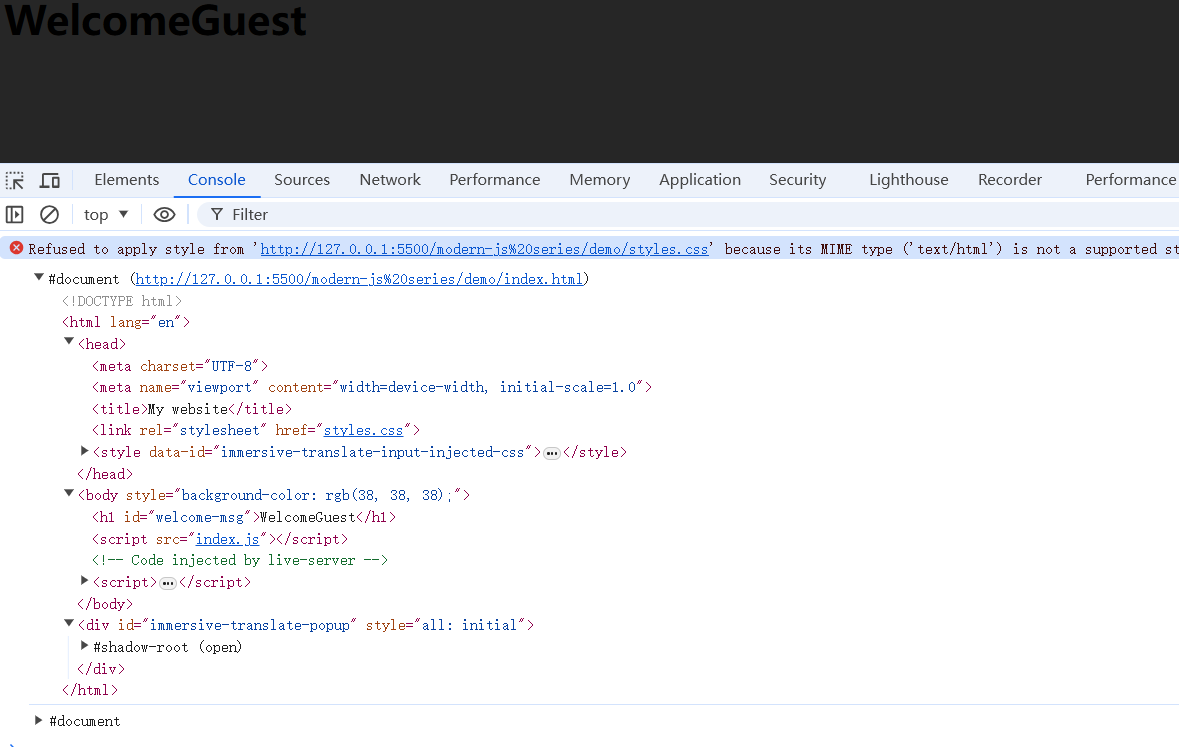 WelcomeGuest
Elements Console Sources Network Performance Memory Application Security Lighthouse Recorder Performance
top Filter
Refused to apply style from 'http://127.0.0.1:5500/modern-js%20series/demo/styles.css' because its MIME type ('text/html') is not a supported st
#document (http://127.0.0.1:5500/modern-js%20series/demo/index.html)
<!DOCTYPE html>
<html lang="en">
<head>
<meta charset="UTF-8">
<meta name="viewport" content="width=device-width, initial-scale=1.0">
<title>My website</title>
<link rel="stylesheet" href="styles.css">
<style data-id="immersive-translate-input-injected-css">…</style>
</head>
<body style="background-color: rgb(38, 38, 38);">
<h1 id="welcome-msg">WelcomeGuest</h1>
<script src="index.js"></script>
<!-- Code injected by live-server -->
<script>…</script>
</body>
<div id="immersive-translate-popup" style="all: initial">
#shadow-root (open)
</div>
</html>
#document